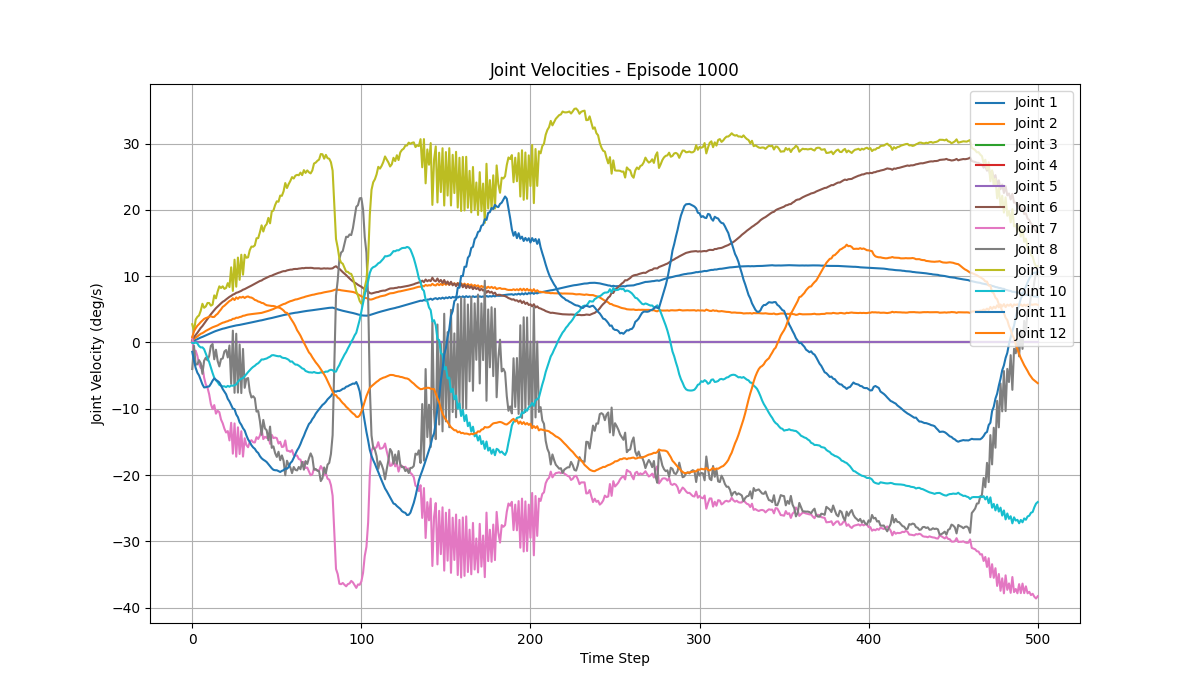 Joint Velocities - Episode 1000
Joint Velocity (deg/s)
30
20
10
0
−10
−20
−30
−40
0 100 200 300 400 500
Time Step
Joint 1
Joint 2
Joint 3
Joint 4
Joint 5
Joint 6
Joint 7
Joint 8
Joint 9
Joint 10
Joint 11
Joint 12